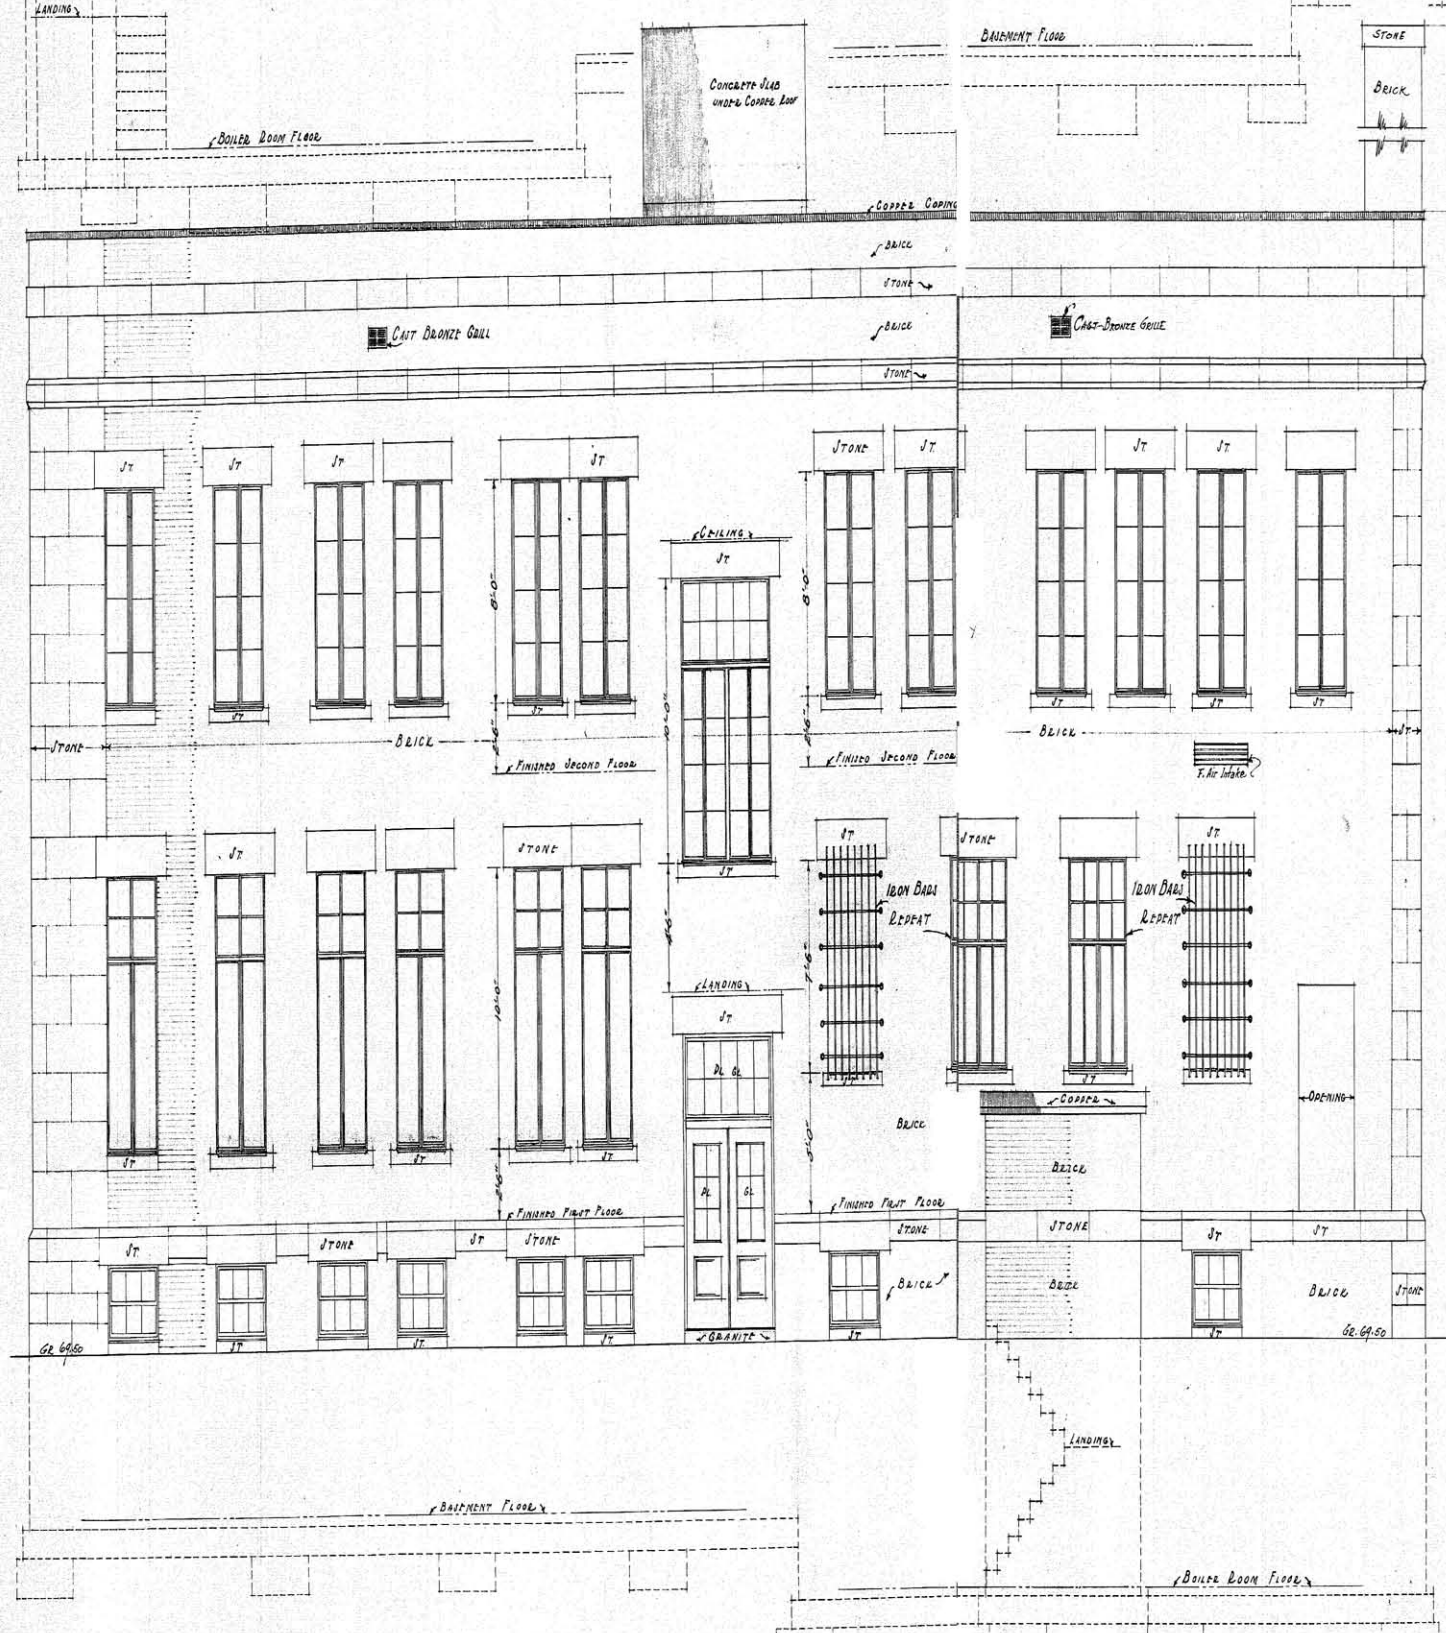 LANDING
BASEMENT FLOOR
STONE
CONCRETE SLAB
UNDER COPPER ROOF
BRICK
BOILER ROOM FLOOR
COPPER COPING
BRICK
STONE
CAST BRONZE GRILL
BRICK
CAST-BRONZE GRILLE
STONE
ST.
ST
ST.
ST
STONE
ST.
ST.
ST.
CEILING
ST.
8'-0"
8'-0"
10'-0"
ST
ST
ST
ST
ST
STONE
BRICK
2'-6"
2'-6"
BRICK
ST.
FINISHED SECOND FLOOR
FINISHED SECOND FLOOR
F. Air Intake
ST.
STONE
ST.
STONE
ST.
ST
IRON BARS
REPEAT
IRON BARS
REPEAT
4'-6"
7'-6"
10'-0"
LANDING
ST.
PL GL
ST
COPPER
OPENING
BRICK
5'-0"
ST
ST.
ST.
BRICK
2'-6"
PL
GL
FINISHED FIRST FLOOR
FINISHED FIRST FLOOR
ST.
STONE
ST
STONE
STONE
STONE
ST
ST
BRICK
BRICK
BRICK
STONE
GR. 69.50
ST.
ST.
ST.
GRANITE
ST
ST
GR. 69.50
LANDING
BASEMENT FLOOR
BOILER ROOM FLOOR